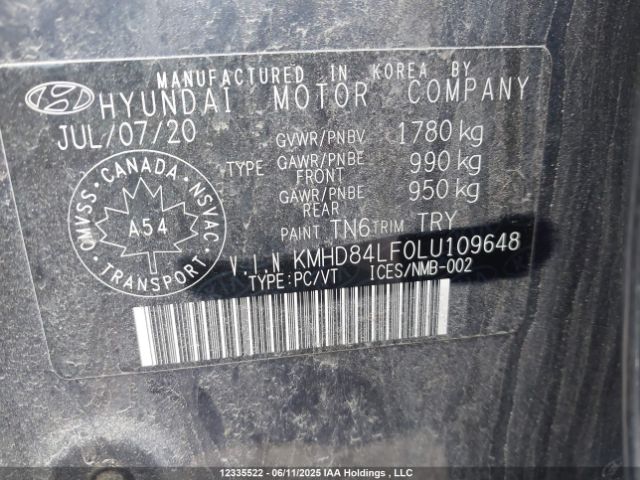 MANUFACTURED IN KOREA BY
HYUNDAI MOTOR COMPANY
JUL/07/20
GVWR/PNBV 1780 kg
TYPE GAWR/PNBE FRONT 990 kg
GAWR/PNBE REAR 950 kg
PAINT TN6 TRIM TRY
CMVSS · CANADA · NSVAC · TRANSPORT ·
A54
V.I.N KMHD84LF0LU109648
TYPE:PC/VT ICES/NMB-002
12335522 - 06/11/2025 IAA Holdings , LLC